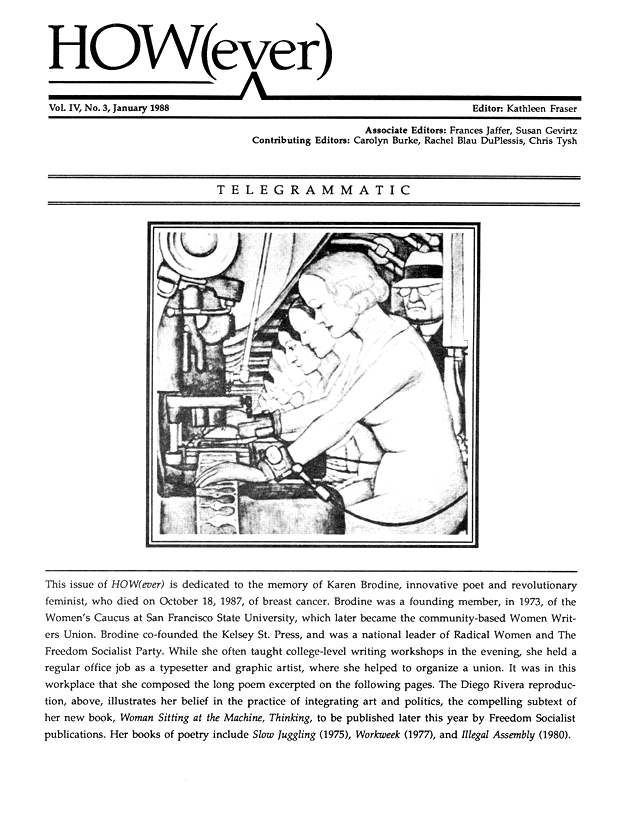 HOW(ever)
Vol. IV, No. 3, January 1988 Editor: Kathleen Fraser
Associate Editors: Frances Jaffer, Susan Gevirtz
Contributing Editors: Carolyn Burke, Rachel Blau DuPlessis, Chris Tysh
TELEGRAMMATIC
This issue of HOW(ever) is dedicated to the memory of Karen Brodine, innovative poet and revolutionary
feminist, who died on October 18, 1987, of breast cancer. Brodine was a founding member, in 1973, of the
Women's Caucus at San Francisco State University, which later became the community-based Women Writ-
ers Union. Brodine co-founded the Kelsey St. Press, and was a national leader of Radical Women and The
Freedom Socialist Party. While she often taught college-level writing workshops in the evening, she held a
regular office job as a typesetter and graphic artist, where she helped to organize a union. It was in this
workplace that she composed the long poem excerpted on the following pages. The Diego Rivera reproduc-
tion, above, illustrates her belief in the practice of integrating art and politics, the compelling subtext of
her new book, Woman Sitting at the Machine, Thinking, to be published later this year by Freedom Socialist
publications. Her books of poetry include Slow Juggling (1975), Workweek (1977), and Illegal Assembly (1980).